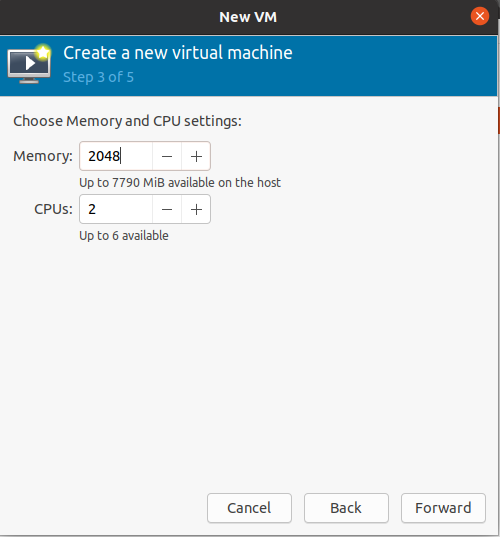 New VM
Create a new virtual machine
Step 3 of 5
Choose Memory and CPU settings:
Memory: 2048
Up to 7790 MiB available on the host
CPUs: 2
Up to 6 available
Cancel Back Forward